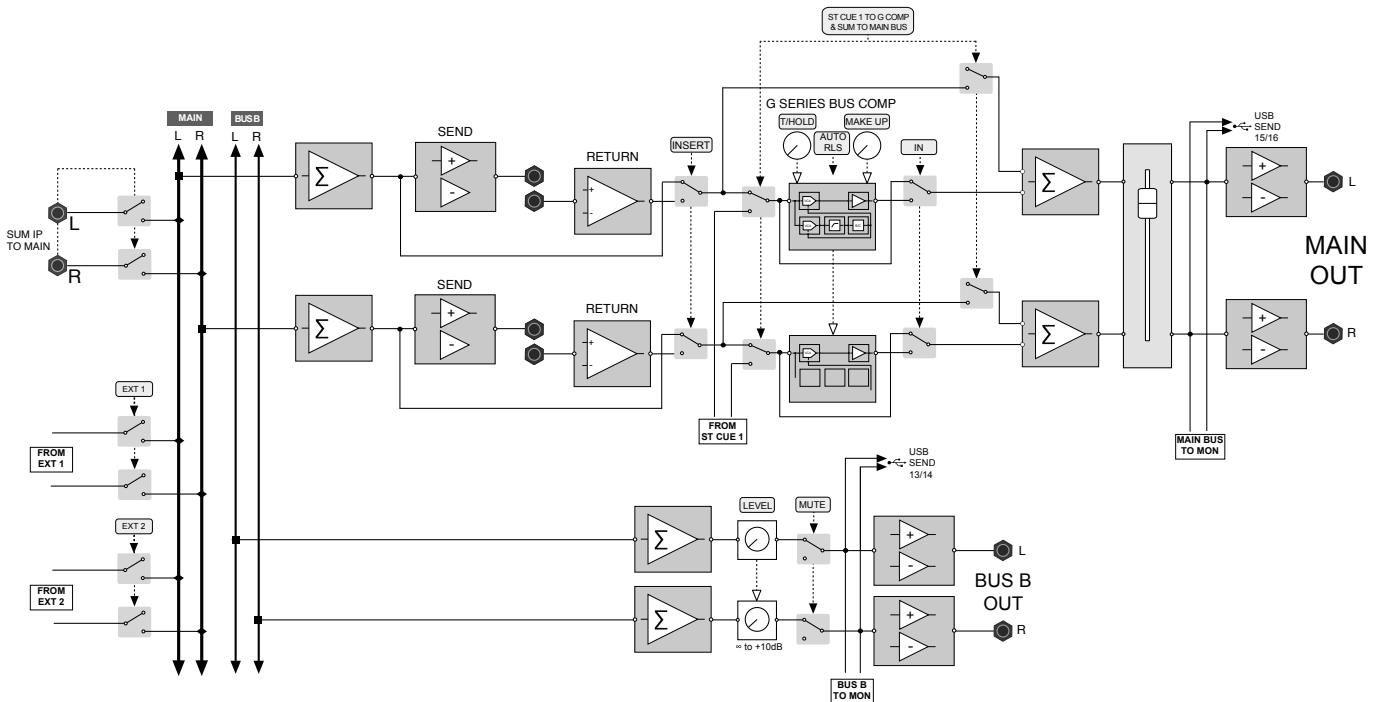 ST CUE 1 TO G COMP
& SUM TO MAIN BUS
G SERIES BUS COMP
T/HOLD
AUTO
RLS
MAKE UP
IN
MAIN
BUS B
L R L R
SEND
RETURN
INSERT
USB
SEND
15/16
L
MAIN
OUT
R
SUM IP
TO MAIN
L
R
Σ
+
-
+
-
Σ
+
-
SEND
RETURN
Σ
+
-
+
-
Σ
+
-
EXT 1
FROM
EXT 1
FROM
ST CUE 1
MAIN BUS
TO MON
USB
SEND
13/14
EXT 2
FROM
EXT 2
LEVEL
MUTE
Σ
+
-
L
BUS B
OUT
Σ
+
-
R
∞ to +10dB
BUS B
TO MON